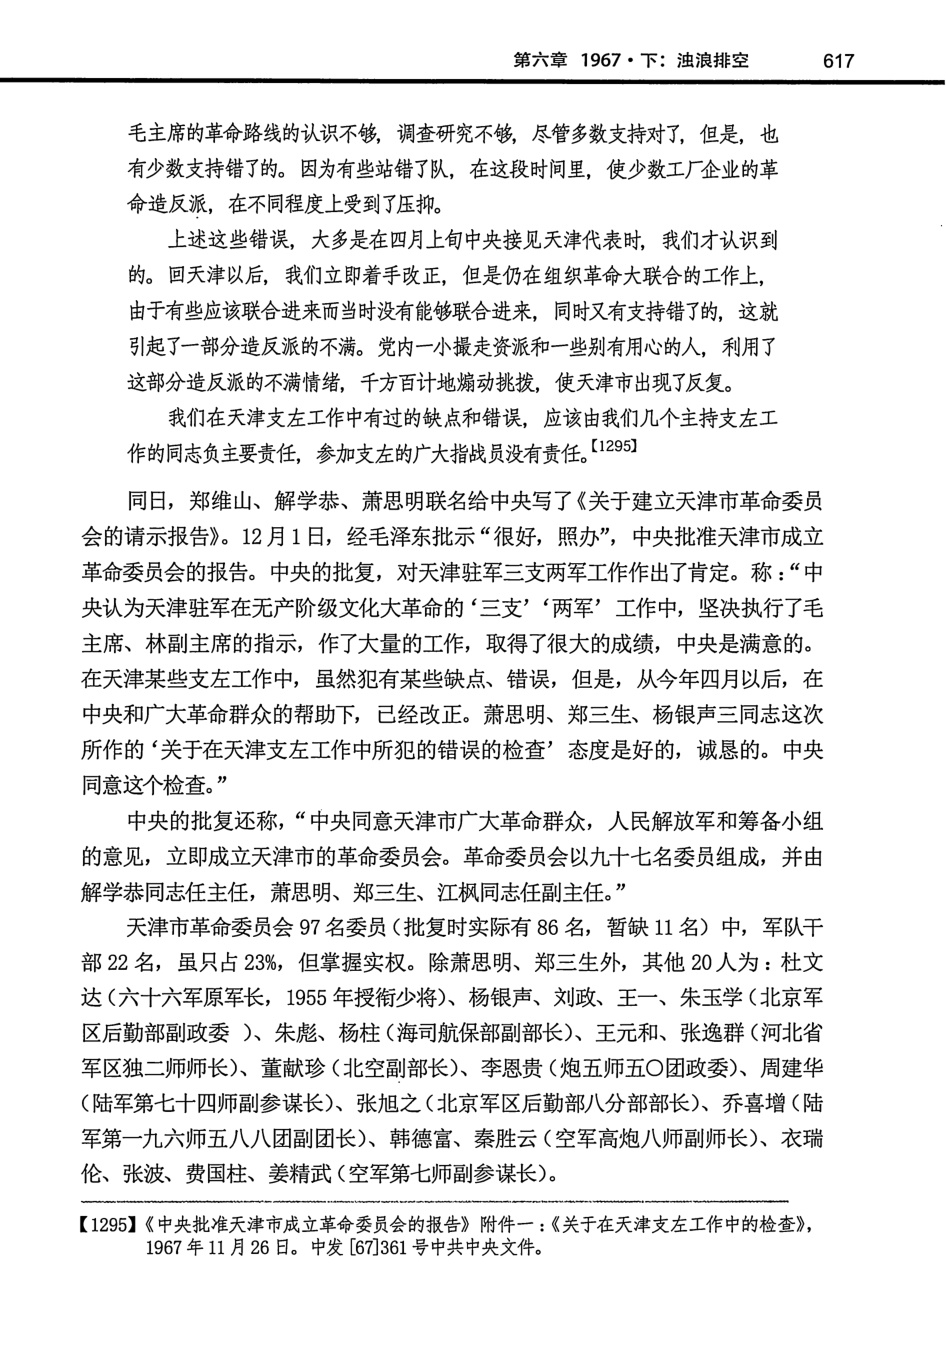 第六章 1967·下：浊浪排空 617
毛主席的革命路线的认识不够，调查研究不够，尽管多数支持对了，但是，也
有少数支持错了的。因为有些站错了队，在这段时间里，使少数工厂企业的革
命造反派，在不同程度上受到了压抑。
上述这些错误，大多是在四月上旬中央接见天津代表时，我们才认识到
的。回天津以后，我们立即着手改正，但是仍在组织革命大联合的工作上，
由于有些应该联合进来而当时没有能够联合进来，同时又有支持错了的，这就
引起了一部分造反派的不满。党内一小撮走资派和一些别有用心的人，利用了
这部分造反派的不满情绪，千方百计地煽动挑拨，使天津市出现了反复。
我们在天津支左工作中有过的缺点和错误，应该由我们几个主持支左工
作的同志负主要责任，参加支左的广大指战员没有责任。【1295】
同日，郑维山、解学恭、萧思明联名给中央写了《关于建立天津市革命委员
会的请示报告》。12月1日，经毛泽东批示“很好，照办”，中央批准天津市成立
革命委员会的报告。中央的批复，对天津驻军三支两军工作作出了肯定。称：“中
央认为天津驻军在无产阶级文化大革命的‘三支’‘两军’工作中，坚决执行了毛
主席、林副主席的指示，作了大量的工作，取得了很大的成绩，中央是满意的。
在天津某些支左工作中，虽然犯有某些缺点、错误，但是，从今年四月以后，在
中央和广大革命群众的帮助下，已经改正。萧思明、郑三生、杨银声三同志这次
所作的‘关于在天津支左工作中所犯的错误的检查’态度是好的，诚恳的。中央
同意这个检查。”
中央的批复还称，“中央同意天津市广大革命群众，人民解放军和筹备小组
的意见，立即成立天津市的革命委员会。革命委员会以九十七名委员组成，并由
解学恭同志任主任，萧思明、郑三生、江枫同志任副主任。”
天津市革命委员会97名委员（批复时实际有86名，暂缺11名）中，军队干
部22名，虽只占23%，但掌握实权。除萧思明、郑三生外，其他20人为：杜文
达（六十六军原军长，1955年授衔少将）、杨银声、刘政、王一、朱玉学（北京军
区后勤部副政委 ）、朱彪、杨柱（海司航保部副部长）、王元和、张逸群（河北省
军区独二师师长）、董献珍（北空副部长）、李恩贵（炮五师五〇团政委）、周建华
（陆军第七十四师副参谋长）、张旭之（北京军区后勤部八分部部长）、乔喜增（陆
军第一九六师五八八团副团长）、韩德富、秦胜云（空军高炮八师副师长）、衣瑞
伦、张波、费国柱、姜精武（空军第七师副参谋长）。
【1295】《中央批准天津市成立革命委员会的报告》附件一：《关于在天津支左工作中的检查》，
1967年11月26日。中发[67]361号中共中央文件。